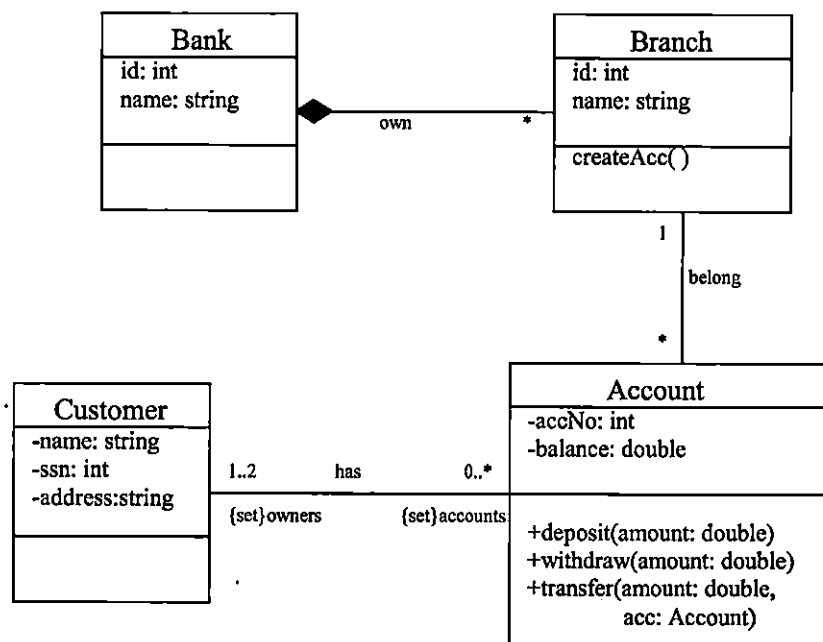 Bank
id: int
name: string
own
*
Branch
id: int
name: string
createAcc( )
1
belong
*
Customer
-name: string
-ssn: int
-address:string
1..2 has 0..*
{set}owners {set}accounts
Account
-accNo: int
-balance: double
+deposit(amount: double)
+withdraw(amount: double)
+transfer(amount: double,
acc: Account)